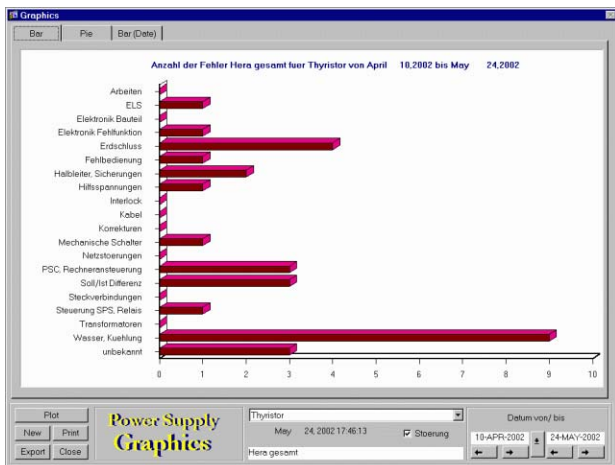 Graphics
Bar Pie Bar (Date)
Anzahl der Fehler Hera gesamt fuer Thyristor von April 10,2002 bis May 24,2002
Arbeiten
ELS
Elektronik Bauteil
Elektronik Fehlfunktion
Erdschluss
Fehlbedienung
Halbleiter, Sicherungen
Hilfsspannungen
Interlock
Kabel
Korrekturen
Mechanische Schalter
Netzstoerungen
PSC, Rechneransteuerung
Soll/Ist Differenz
Steckverbindungen
Steuerung SPS, Relais
Transformatoren
Wasser, Kuehlung
unbekannt
0 1 2 3 4 5 6 7 8 9 10
Plot
New Print
Export Close
Power Supply
Graphics
Thyristor
May 24, 2002 17:46:13
Stoerung
Hera gesamt
Datum von/ bis
10-APR-2002 24-MAY-2002